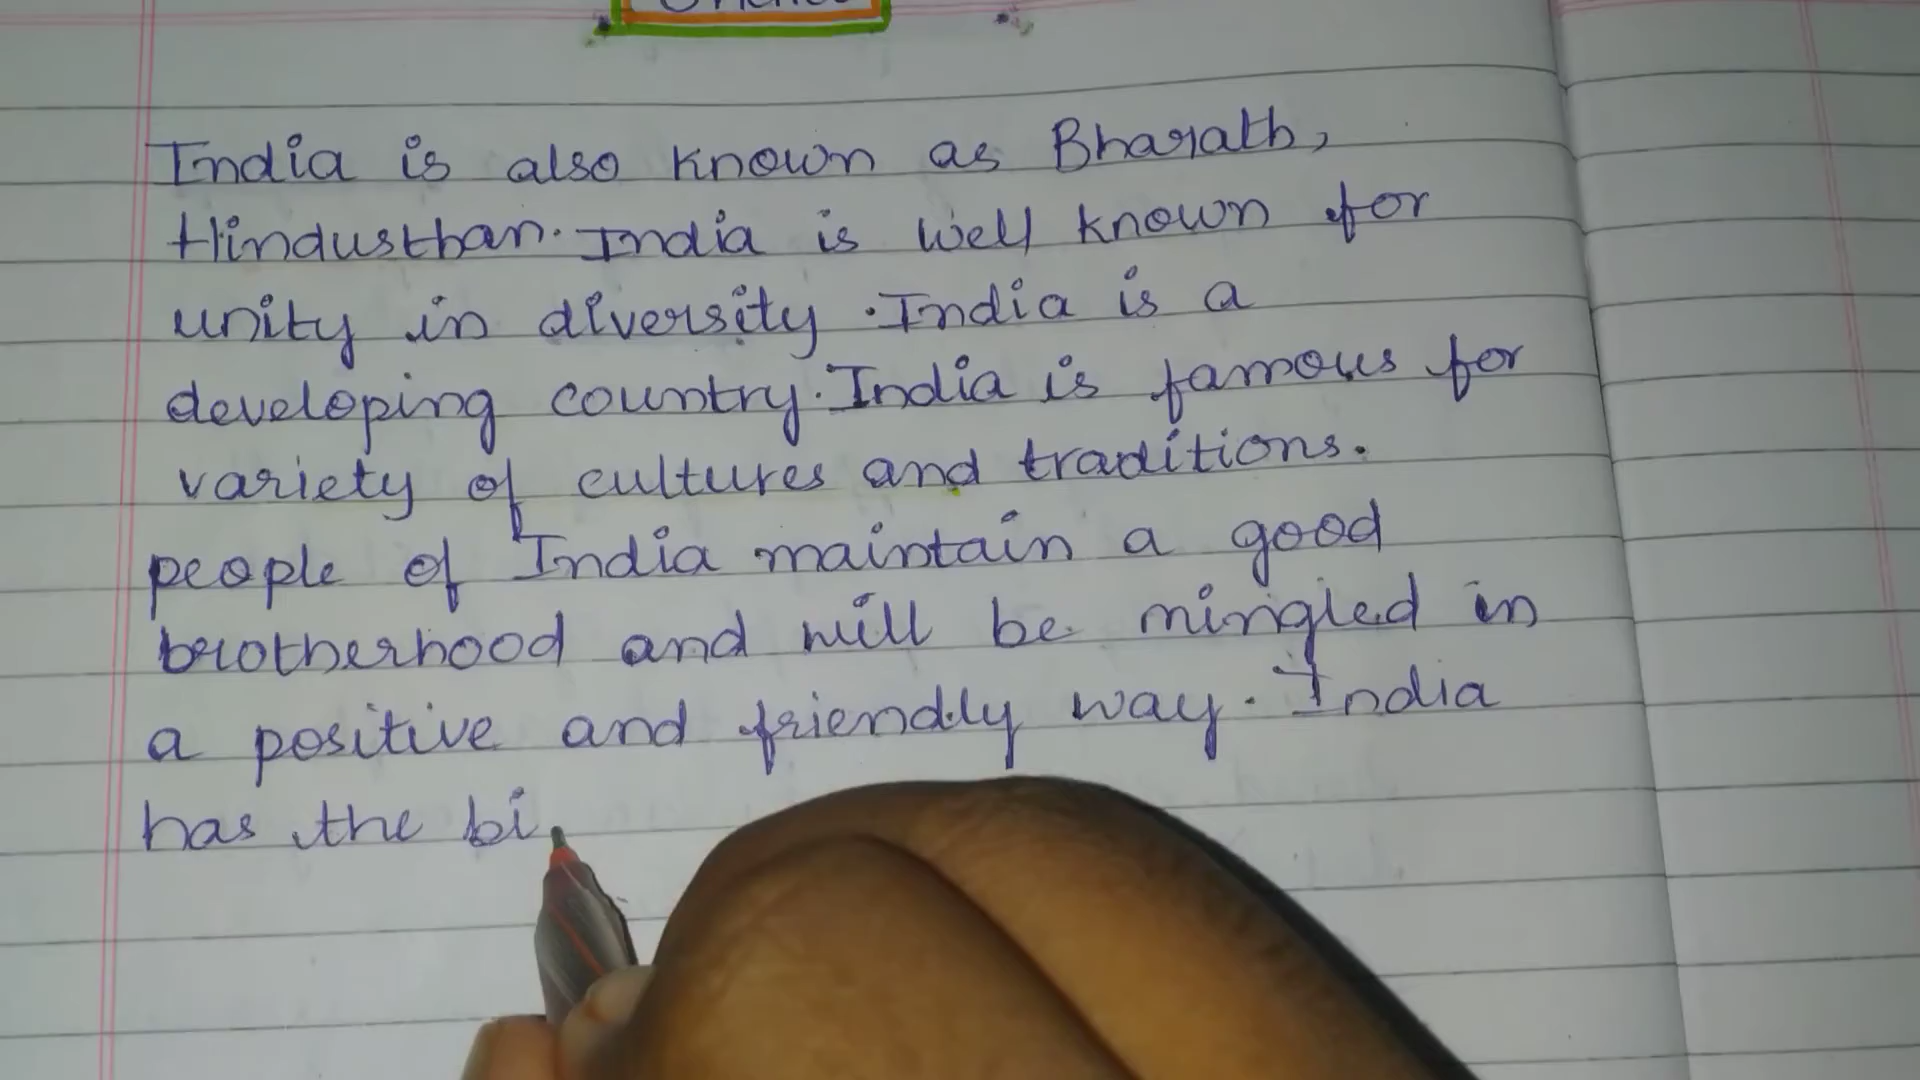 India is also known as Bharath,
Hindusthan. India is well known for
unity in diversity. India is a
developing country. India is famous for
variety of cultures and traditions.
people of India maintain a good
brotherhood and will be mingled in
a positive and friendly way. India
has the bi